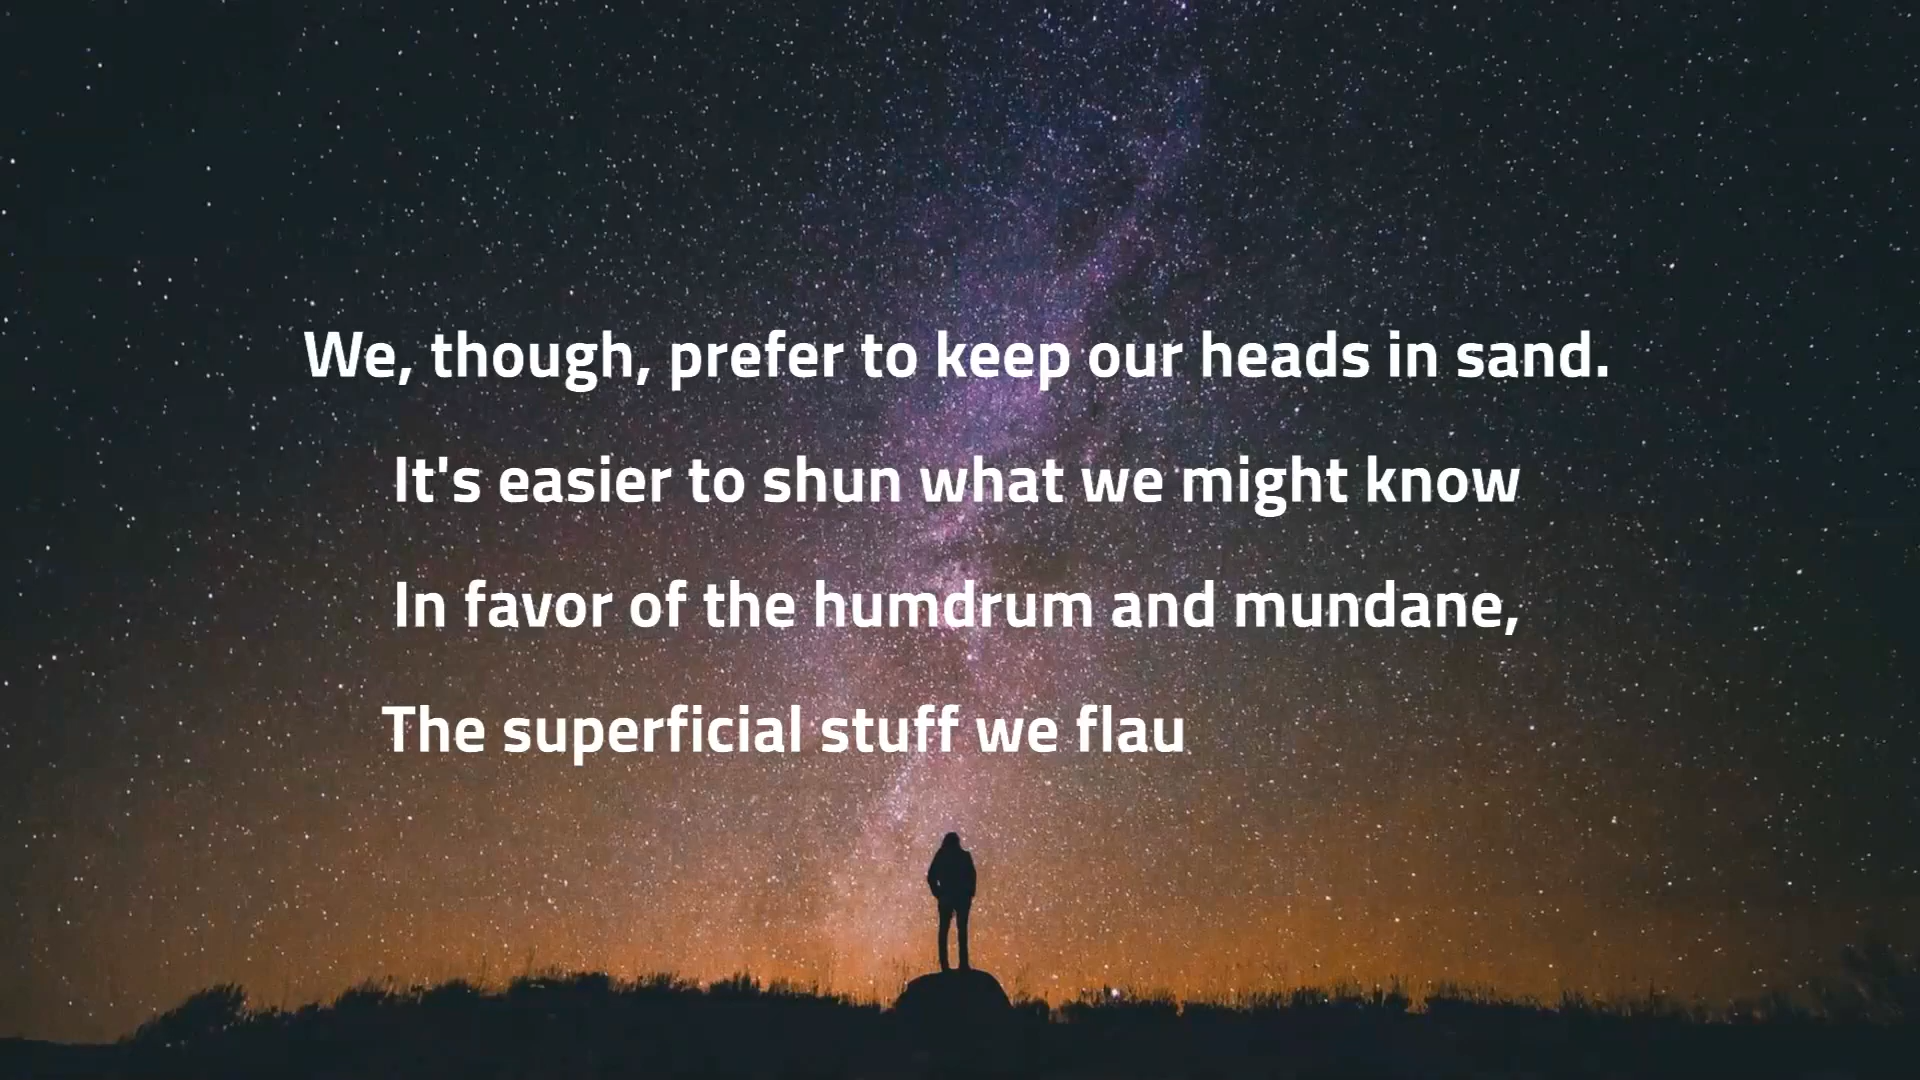 We, though, prefer to keep our heads in sand.
It's easier to shun what we might know
In favor of the humdrum and mundane,
The superficial stuff we flau